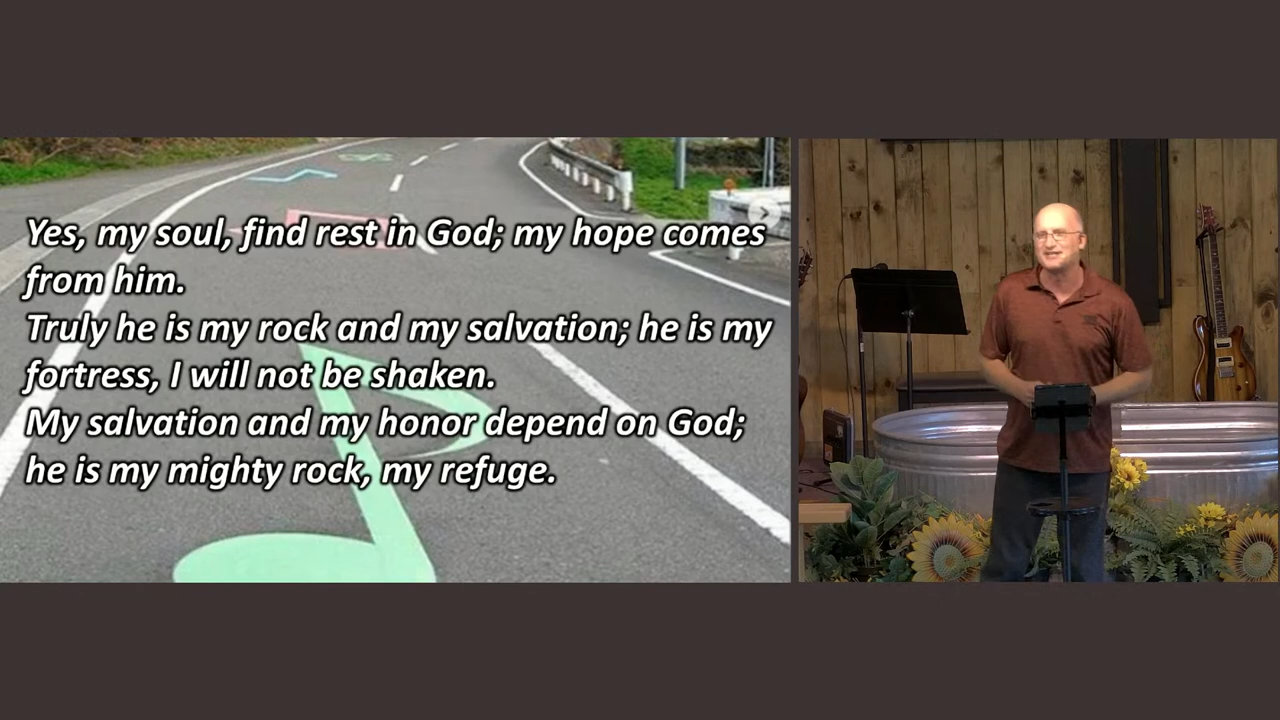 Yes, my soul, find rest in God; my hope comes
from him.
Truly he is my rock and my salvation; he is my
fortress, I will not be shaken.
My salvation and my honor depend on God;
he is my mighty rock, my refuge.